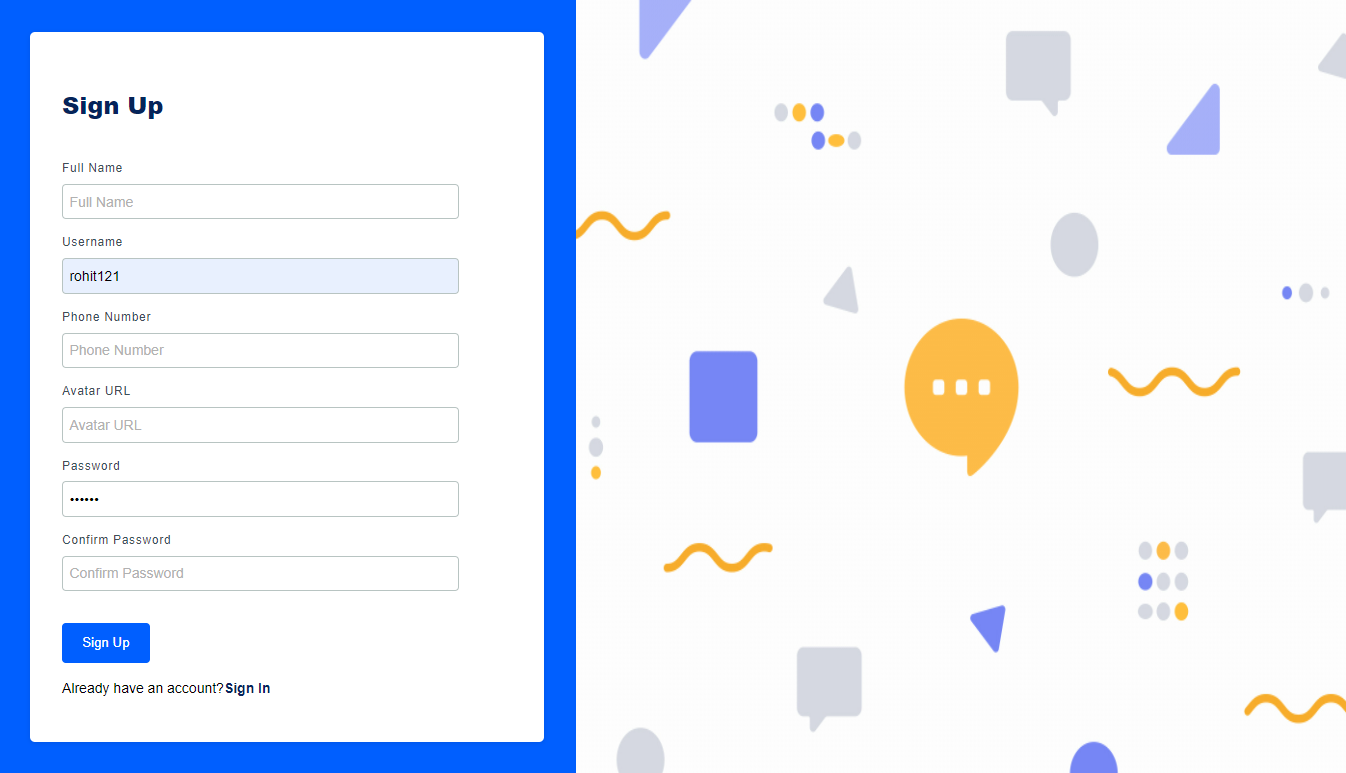 Sign Up
Full Name
Full Name
Username
rohit121
Phone Number
Phone Number
Avatar URL
Avatar URL
Password
••••••
Confirm Password
Confirm Password
Sign Up
Already have an account?Sign In